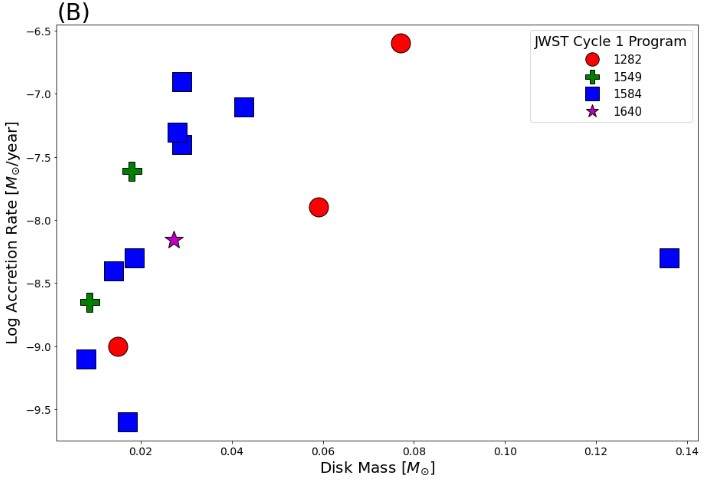 (B)
JWST Cycle 1 Program
1282
1549
1584
1640
Log Accretion Rate [M⊙/year]
−6.5
−7.0
−7.5
−8.0
−8.5
−9.0
−9.5
0.02 0.04 0.06 0.08 0.10 0.12 0.14
Disk Mass [M⊙]